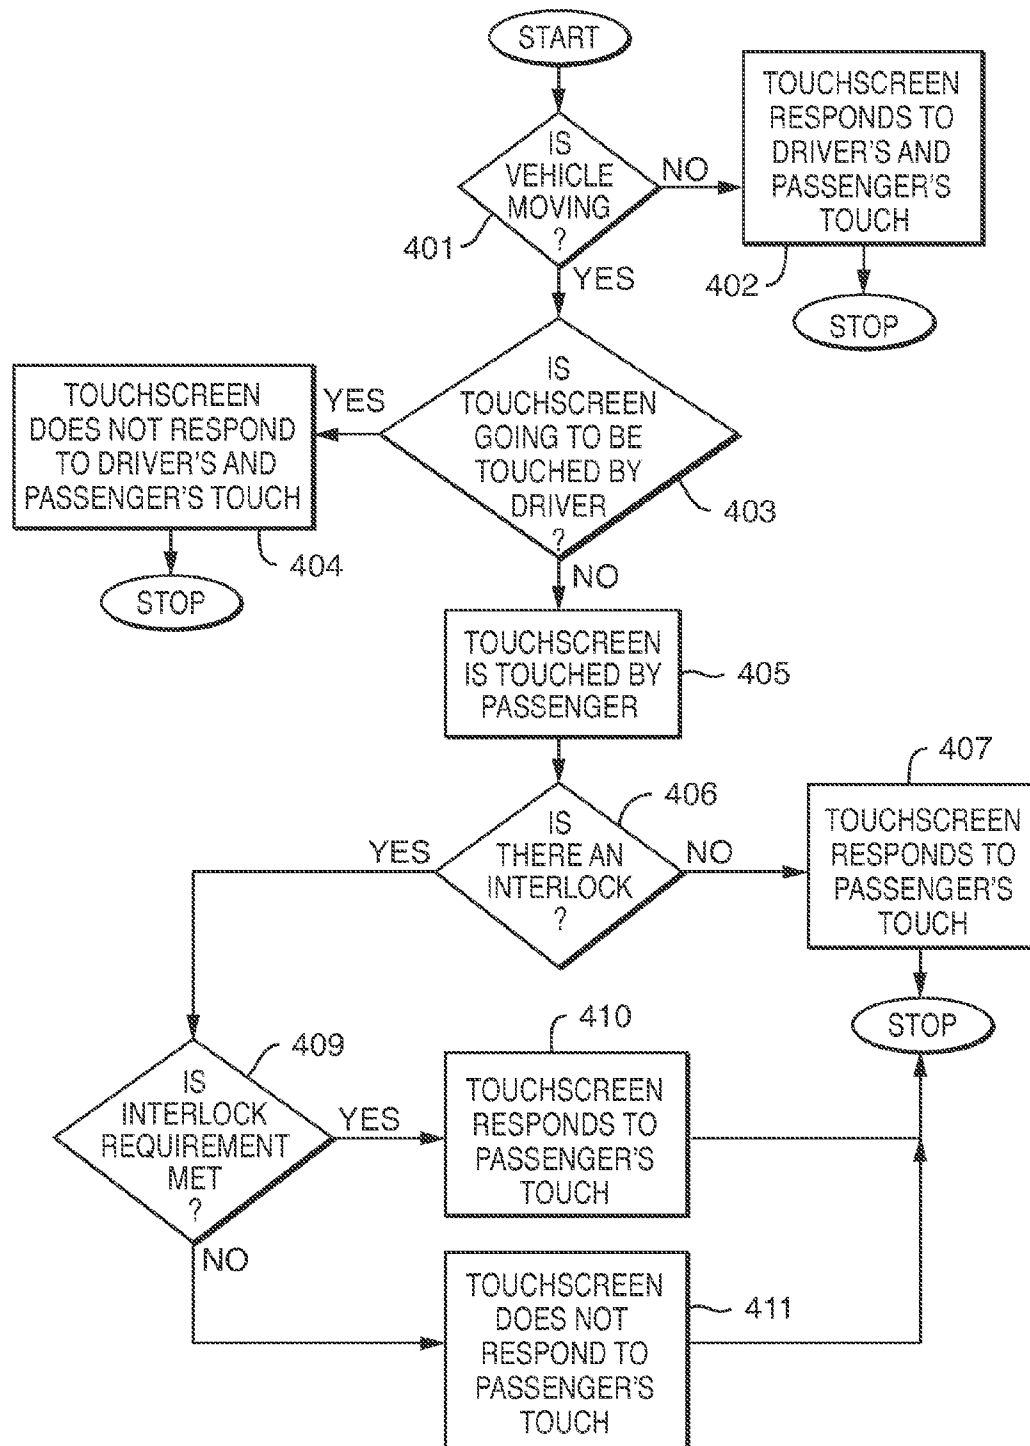 START
IS
VEHICLE
MOVING
?
401
NO
TOUCHSCREEN
RESPONDS TO
DRIVER'S AND
PASSENGER'S
TOUCH
402
STOP
YES
IS
TOUCHSCREEN
GOING TO BE
TOUCHED BY
DRIVER
?
403
YES
TOUCHSCREEN
DOES NOT RESPOND
TO DRIVER'S AND
PASSENGER'S TOUCH
404
STOP
NO
TOUCHSCREEN
IS TOUCHED BY
PASSENGER
405
IS
THERE AN
INTERLOCK
?
406
NO
407
TOUCHSCREEN
RESPONDS TO
PASSENGER'S
TOUCH
STOP
YES
IS
INTERLOCK
REQUIREMENT
MET
?
409
YES
410
TOUCHSCREEN
RESPONDS TO
PASSENGER'S
TOUCH
NO
TOUCHSCREEN
DOES NOT
RESPOND TO
PASSENGER'S
TOUCH
411